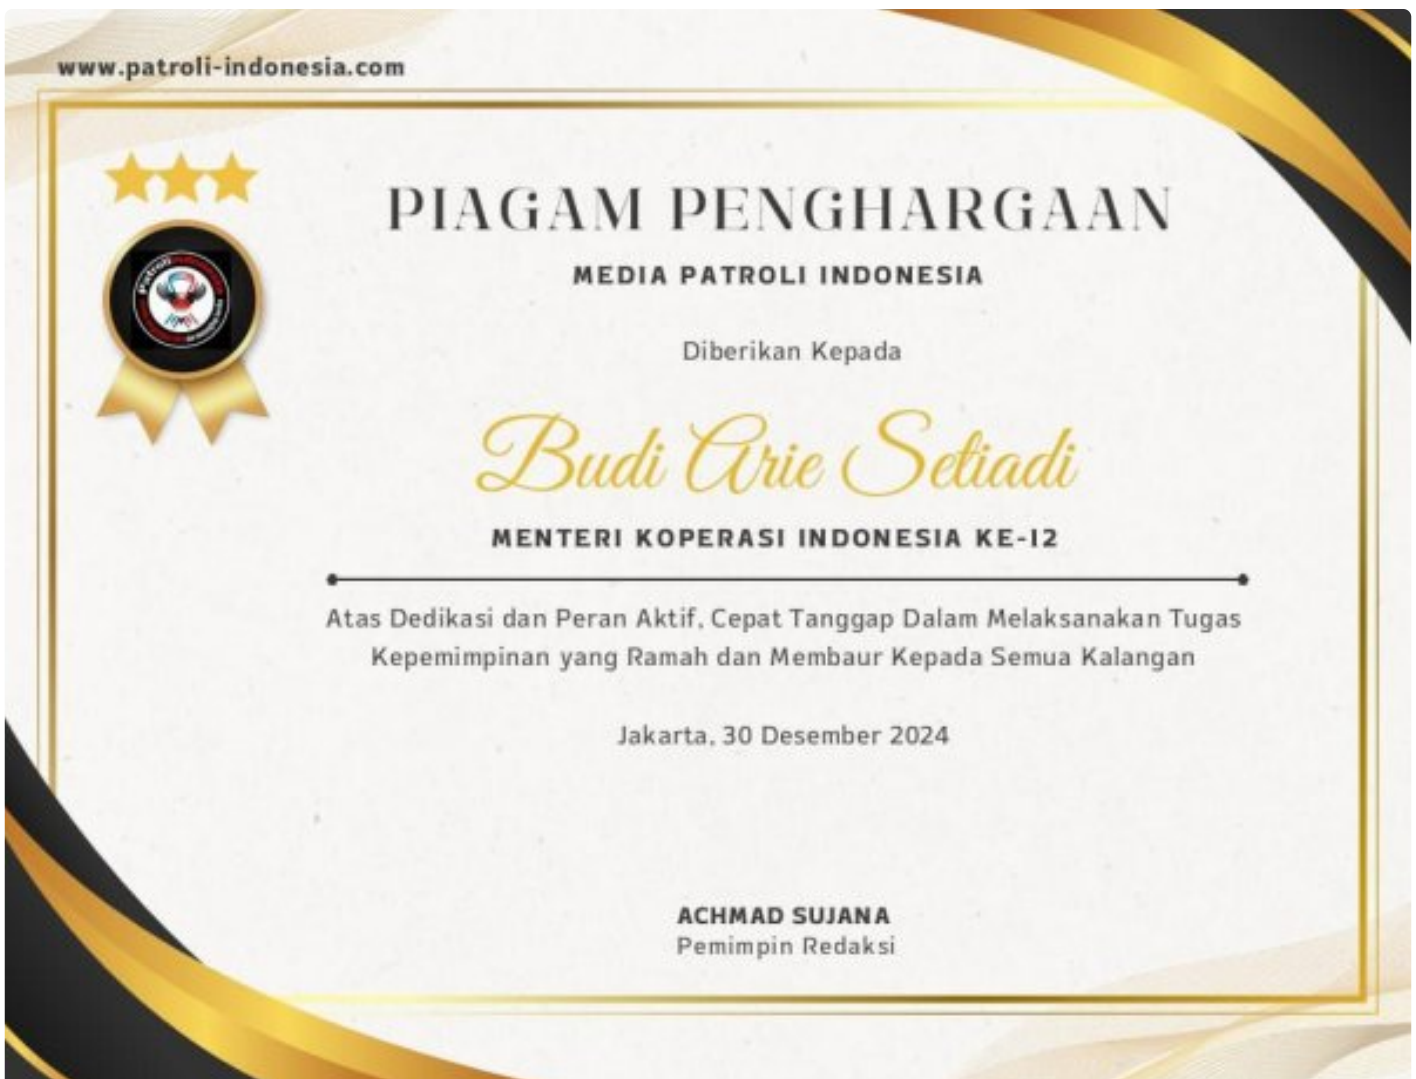 www.patroli-indonesia.com
PIAGAM PENGHARGAAN
MEDIA PATROLI INDONESIA
Diberikan Kepada
Budi Arie Setiadi
MENTERI KOPERASI INDONESIA KE-12
Atas Dedikasi dan Peran Aktif, Cepat Tanggap Dalam Melaksanakan Tugas
Kepemimpinan yang Ramah dan Membaur Kepada Semua Kalangan
Jakarta, 30 Desember 2024
ACHMAD SUJANA
Pemimpin Redaksi